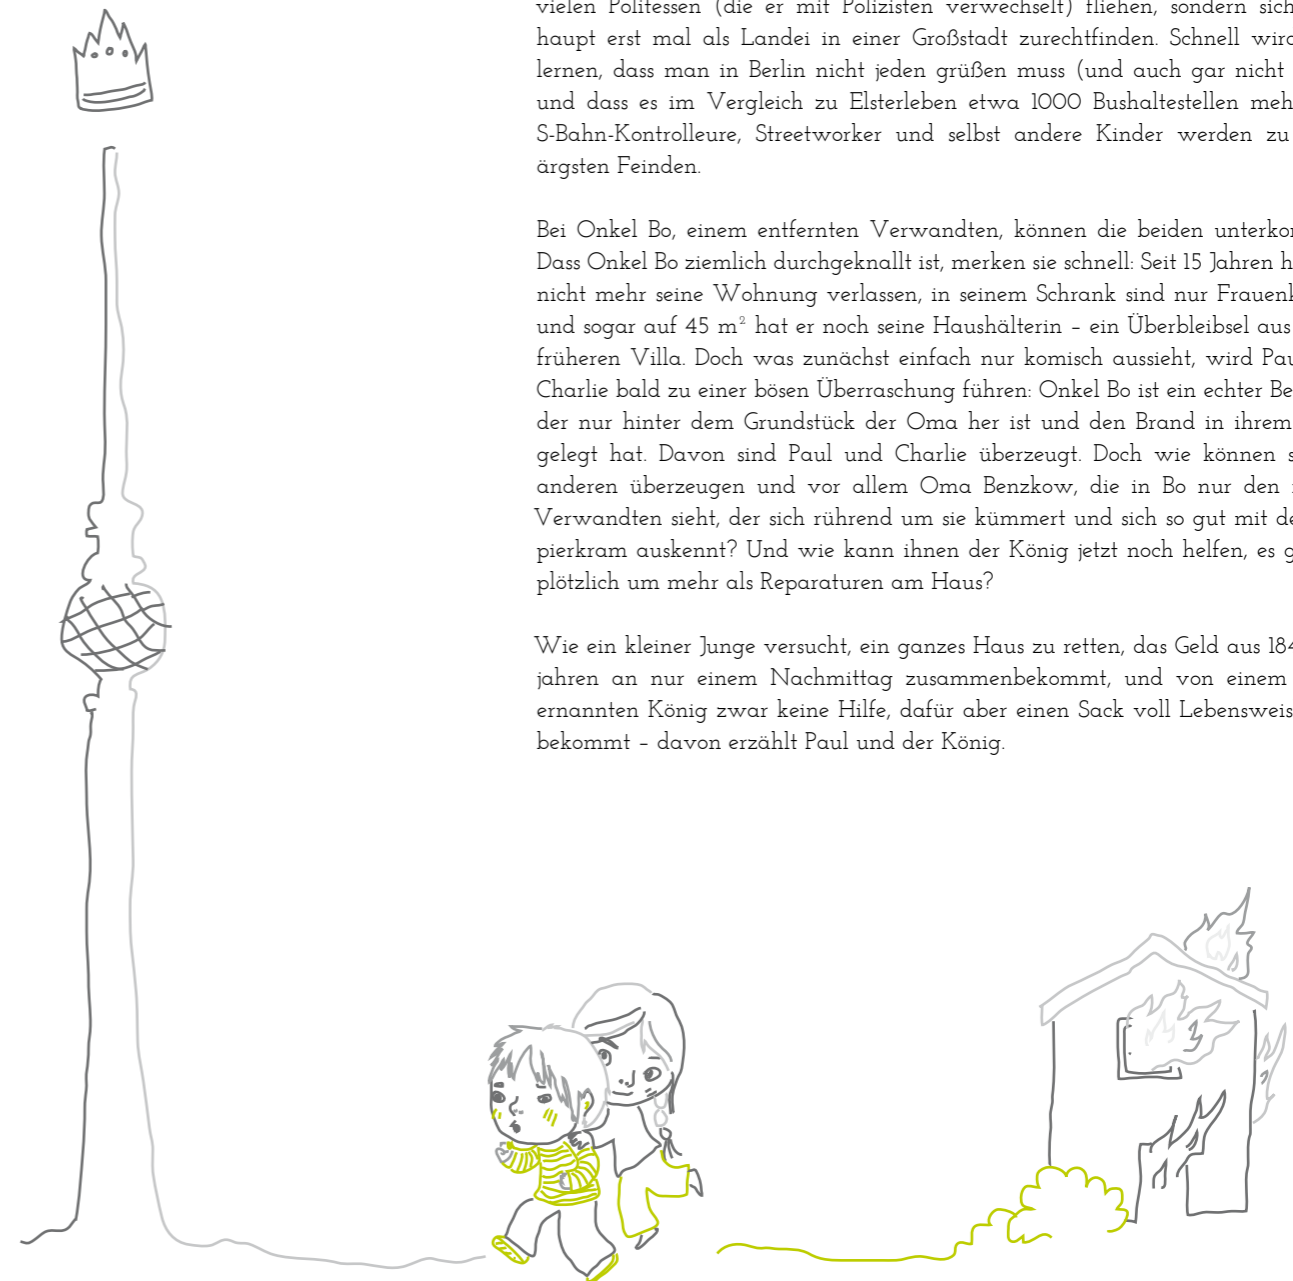 vielen Politessen (die er mit Polizisten verwechselt) fliehen, sondern sich
haupt erst mal als Landei in einer Großstadt zurechtfinden. Schnell wird
lernen, dass man in Berlin nicht jeden grüßen muss (und auch gar nicht
und dass es im Vergleich zu Elsterleben etwa 1000 Bushaltestellen meh
S-Bahn-Kontrolleure, Streetworker und selbst andere Kinder werden zu
ärgsten Feinden.
Bei Onkel Bo, einem entfernten Verwandten, können die beiden unterko
Dass Onkel Bo ziemlich durchgeknallt ist, merken sie schnell: Seit 15 Jahren h
nicht mehr seine Wohnung verlassen, in seinem Schrank sind nur Frauenk
und sogar auf 45 m² hat er noch seine Haushälterin – ein Überbleibsel aus
früheren Villa. Doch was zunächst einfach nur komisch aussieht, wird Pau
Charlie bald zu einer bösen Überraschung führen: Onkel Bo ist ein echter Be
der nur hinter dem Grundstück der Oma her ist und den Brand in ihrem
gelegt hat. Davon sind Paul und Charlie überzeugt. Doch wie können s
anderen überzeugen und vor allem Oma Benzkow, die in Bo nur den
Verwandten sieht, der sich rührend um sie kümmert und sich so gut mit de
pierkram auskennt? Und wie kann ihnen der König jetzt noch helfen, es g
plötzlich um mehr als Reparaturen am Haus?
Wie ein kleiner Junge versucht, ein ganzes Haus zu retten, das Geld aus 184
jahren an nur einem Nachmittag zusammenbekommt, und von einem
ernannten König zwar keine Hilfe, dafür aber einen Sack voll Lebensweis
bekommt – davon erzählt Paul und der König.